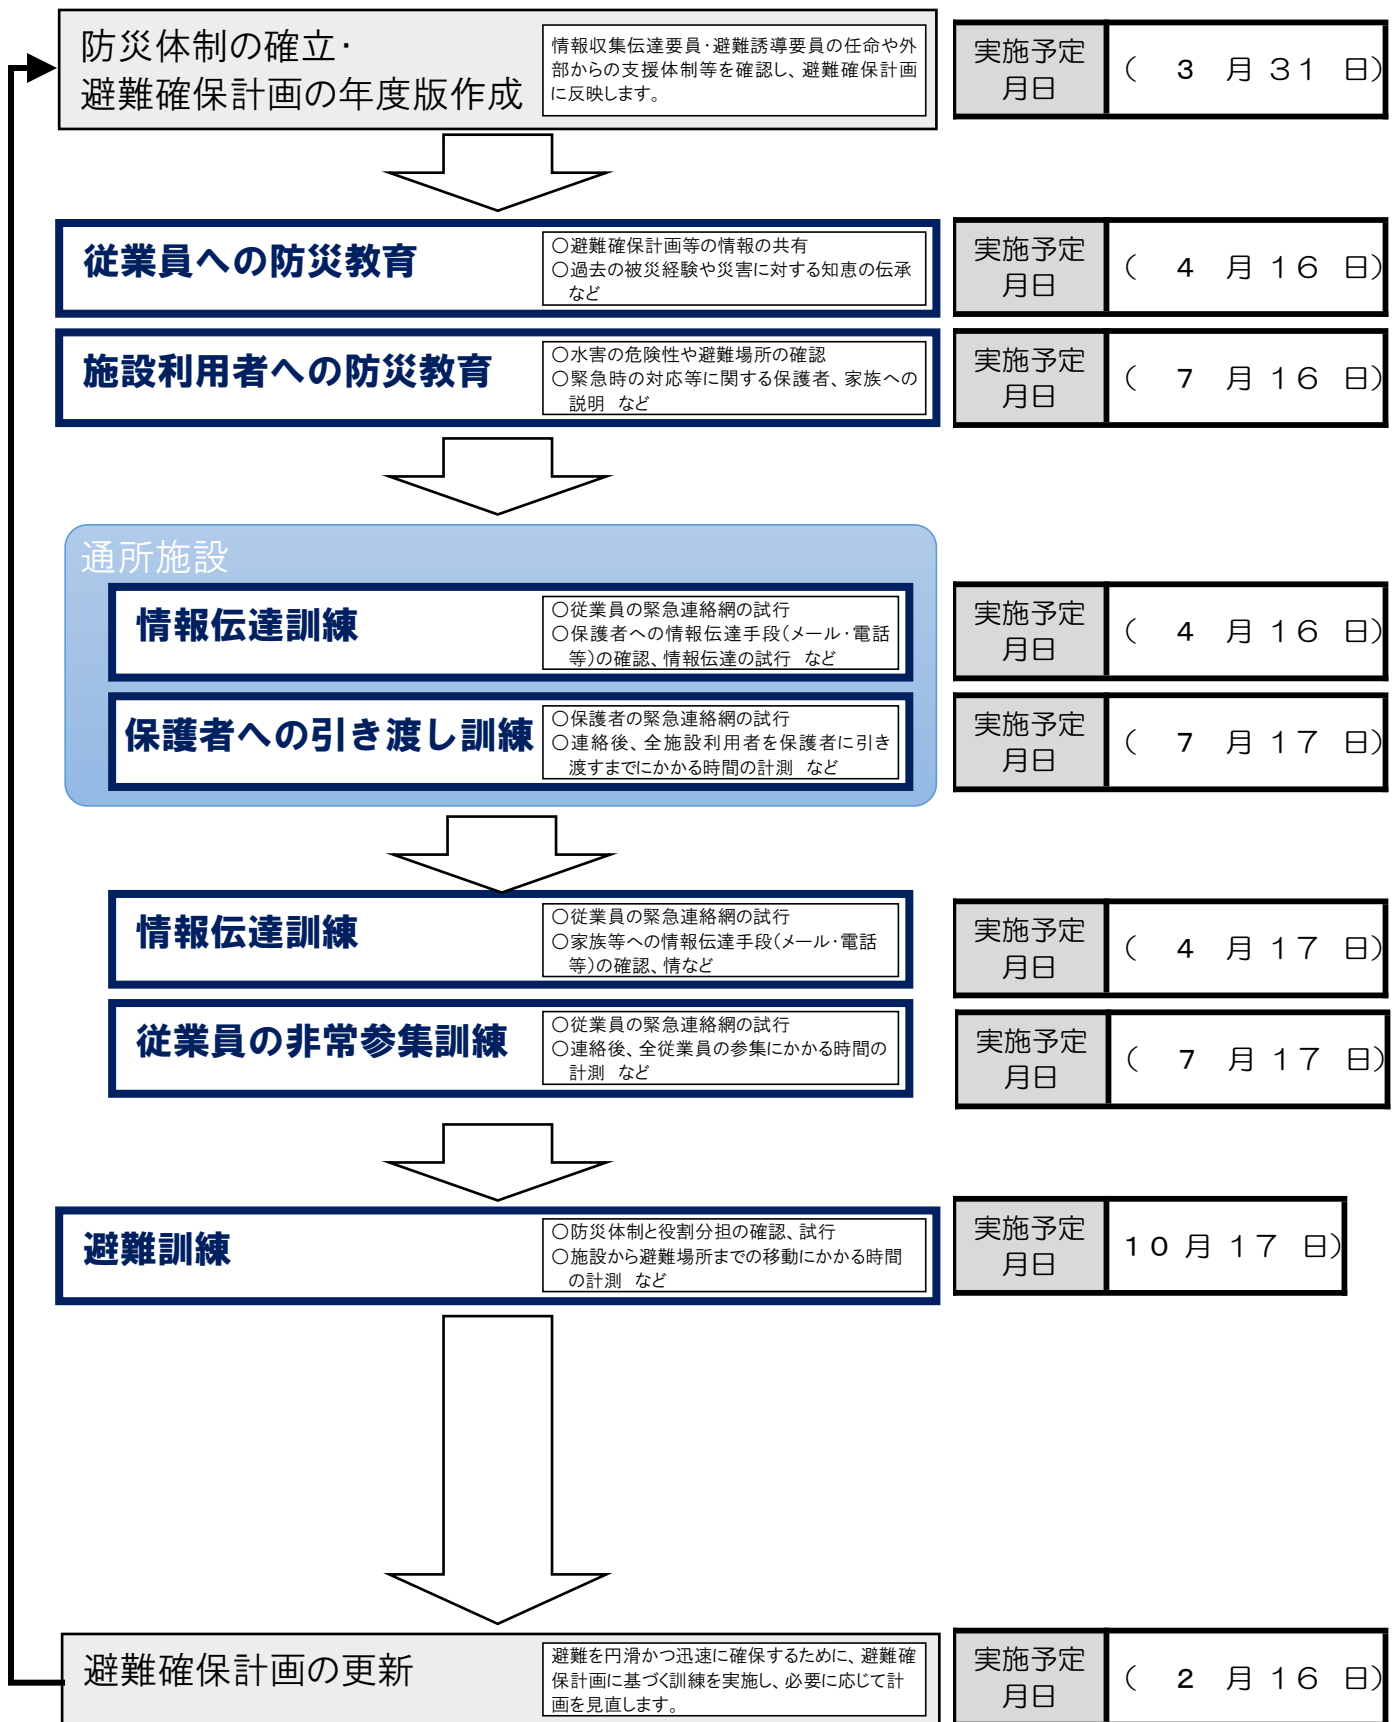 防災体制の確立・
避難確保計画の年度版作成
情報収集伝達要員・避難誘導要員の任命や外
部からの支援体制等を確認し、避難確保計画
に反映します。
実施予定
月日
（　3　月３１　日）
従業員への防災教育
〇避難確保計画等の情報の共有
〇過去の被災経験や災害に対する知恵の伝承
など
実施予定
月日
（　4　月１６　日）
施設利用者への防災教育
〇水害の危険性や避難場所の確認
〇緊急時の対応等に関する保護者、家族への
説明　など
実施予定
月日
（　7　月１６　日）
通所施設
情報伝達訓練
〇従業員の緊急連絡網の試行
〇保護者への情報伝達手段（メール・電話
等）の確認、情報伝達の試行　など
実施予定
月日
（　4　月１６　日）
保護者への引き渡し訓練
〇保護者の緊急連絡網の試行
〇連絡後、全施設利用者を保護者に引き
渡すまでにかかる時間の計測　など
実施予定
月日
（　7　月１７　日）
情報伝達訓練
〇従業員の緊急連絡網の試行
〇家族等への情報伝達手段（メール・電話
等）の確認、情など
実施予定
月日
（　4　月１７　日）
従業員の非常参集訓練
〇従業員の緊急連絡網の試行
〇連絡後、全従業員の参集にかかる時間の
計測　など
実施予定
月日
（　7　月１７　日）
避難訓練
〇防災体制と役割分担の確認、試行
〇施設から避難場所までの移動にかかる時間
の計測　など
実施予定
月日
１０月１７　日）
避難確保計画の更新
避難を円滑かつ迅速に確保するために、避難確
保計画に基づく訓練を実施し、必要に応じて計
画を見直します。
実施予定
月日
（　2　月１６　日）